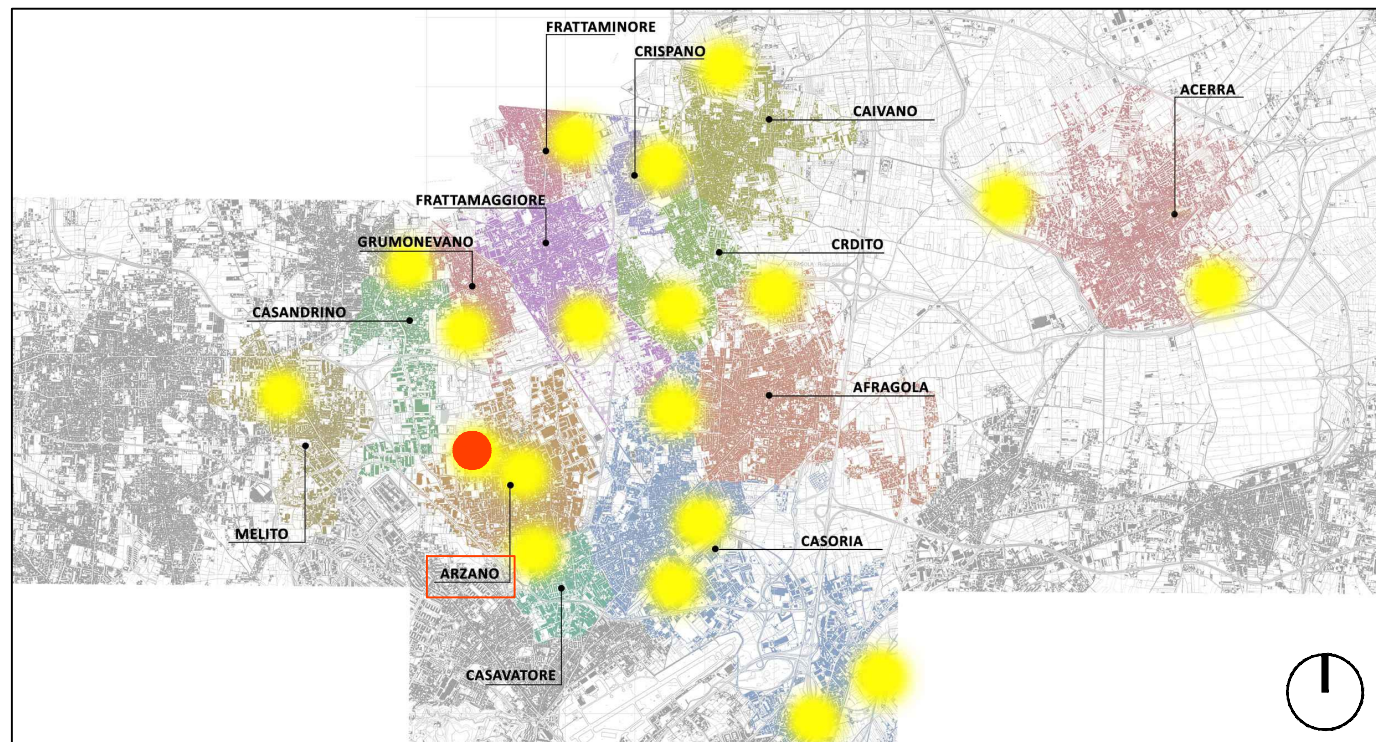 FRATTAMINORE
CRISPANO
ACERRA
CAIVANO
FRATTAMAGGIORE
GRUMONEVANO
CRDITO
CASANDRINO
AFRAGOLA
MELITO
CASORIA
ARZANO
CASAVATORE